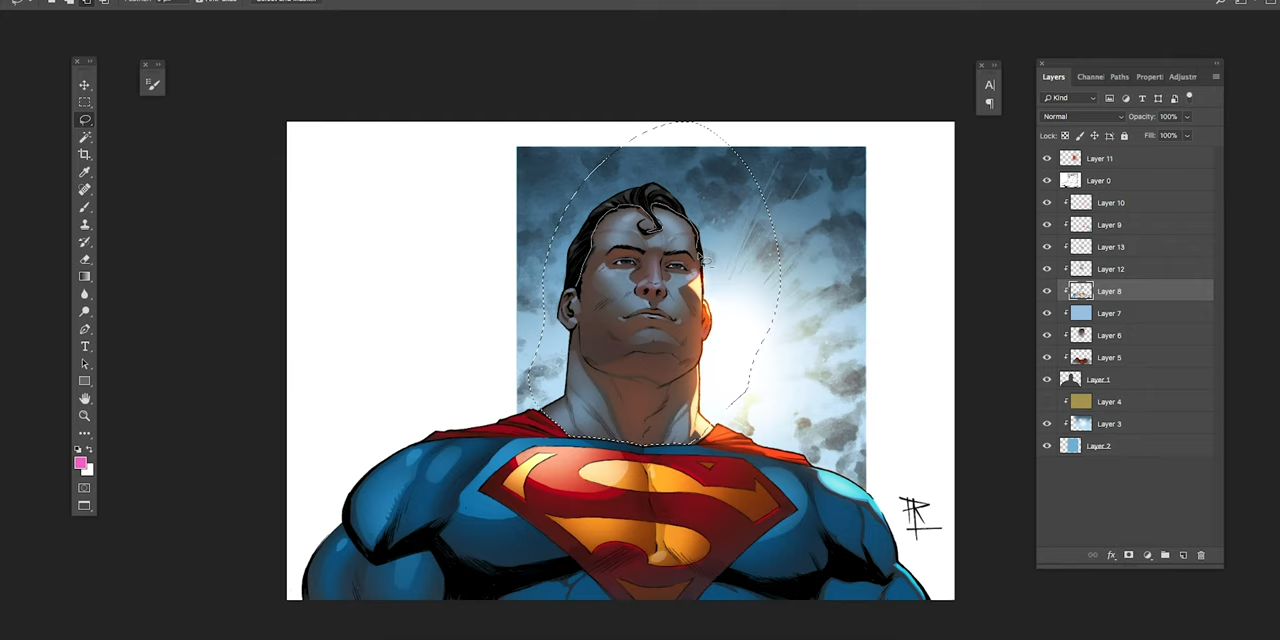 Layers Channel Paths Properti Adjustm
Kind
Normal Opacity: 100%
Lock: Fill: 100%
Layer 11
Layer 0
Layer 10
Layer 9
Layer 13
Layer 12
Layer 8
Layer 7
Layer 6
Layer 5
Layer 1
Layer 4
Layer 3
Layer 2